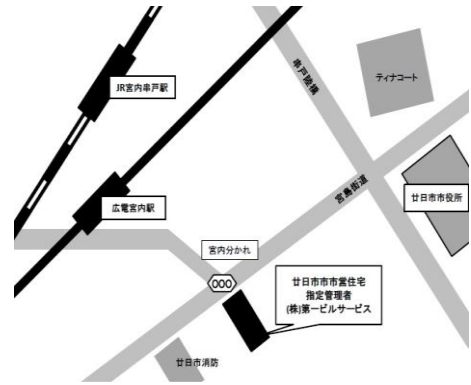 串戸陸橋
ティナコート
JR宮内串戸駅
宮島街道
廿日市市役所
広電宮内駅
宮内分かれ
000
廿日市市市営住宅
指定管理者
(株)第一ビルサービス
廿日市消防